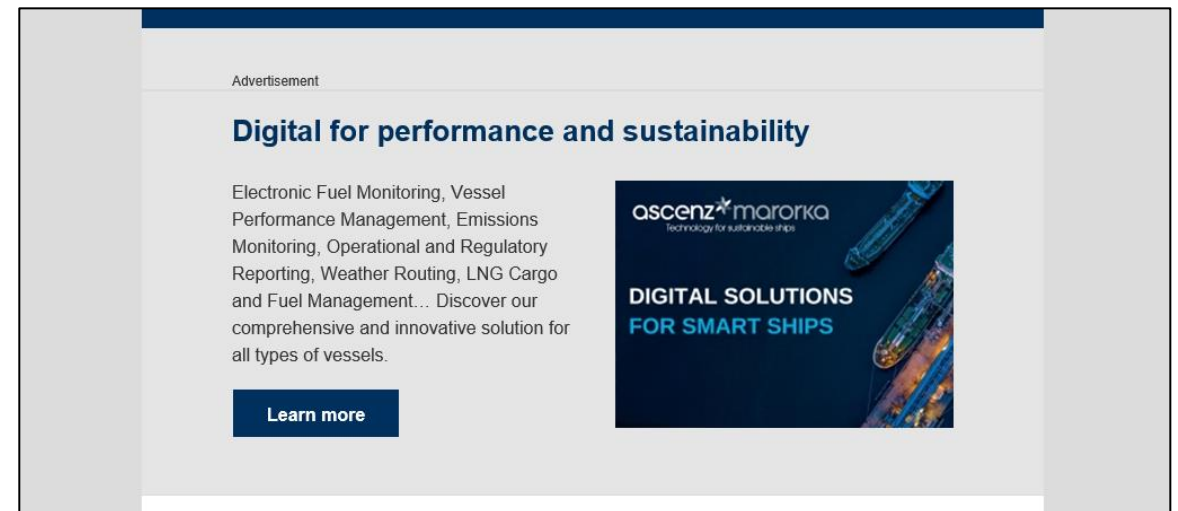 Advertisement
Digital for performance and sustainability
Electronic Fuel Monitoring, Vessel
Performance Management, Emissions
Monitoring, Operational and Regulatory
Reporting, Weather Routing, LNG Cargo
and Fuel Management… Discover our
comprehensive and innovative solution for
all types of vessels.
Learn more
ascenz marorka
Technology for sustainable ships
DIGITAL SOLUTIONS
FOR SMART SHIPS